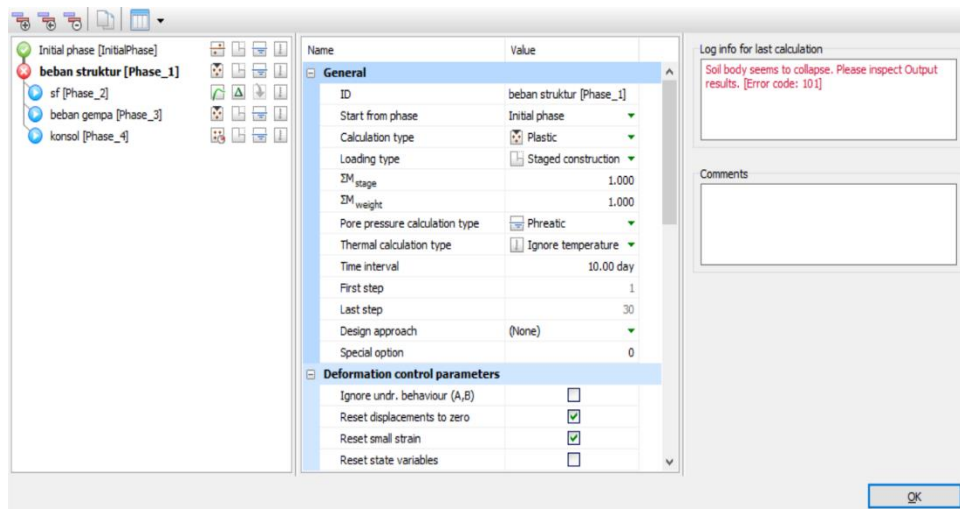 Initial phase [InitialPhase]
beban struktur [Phase_1]
sf [Phase_2]
beban gempa [Phase_3]
konsol [Phase_4]
Name Value
General
ID beban struktur [Phase_1]
Start from phase Initial phase
Calculation type Plastic
Loading type Staged construction
ΣMstage 1.000
ΣMweight 1.000
Pore pressure calculation type Phreatic
Thermal calculation type Ignore temperature
Time interval 10.00 day
First step 1
Last step 30
Design approach (None)
Special option 0
Deformation control parameters
Ignore undr. behaviour (A,B)
Reset displacements to zero
Reset small strain
Reset state variables
Log info for last calculation
Soil body seems to collapse. Please inspect Output
results. [Error code: 101]
Comments
OK